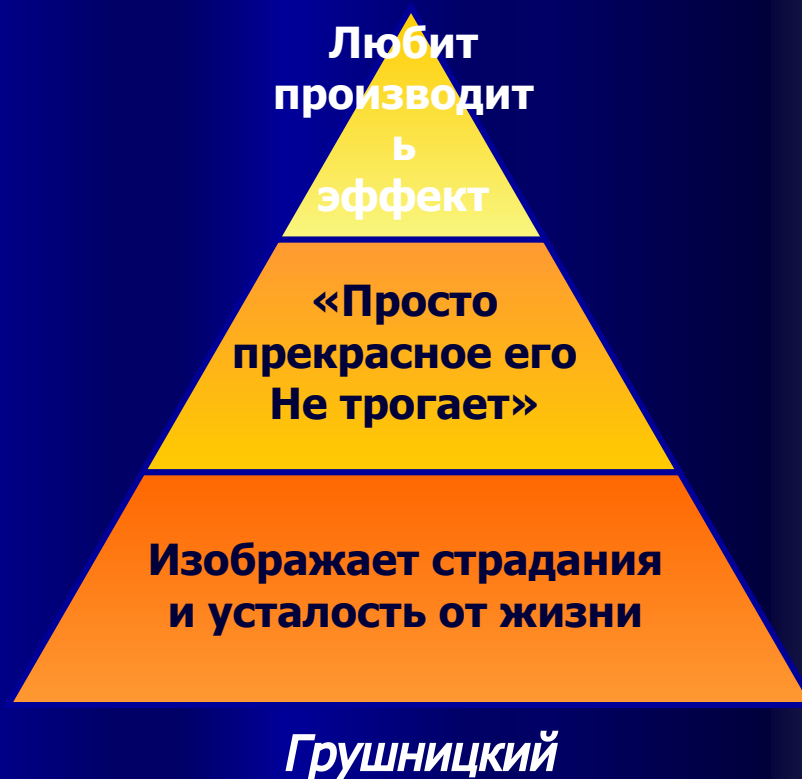 Любит
производит
ь
эффект
«Просто
прекрасное его
Не трогает»
Изображает страдания
и усталость от жизни
Грушницкий